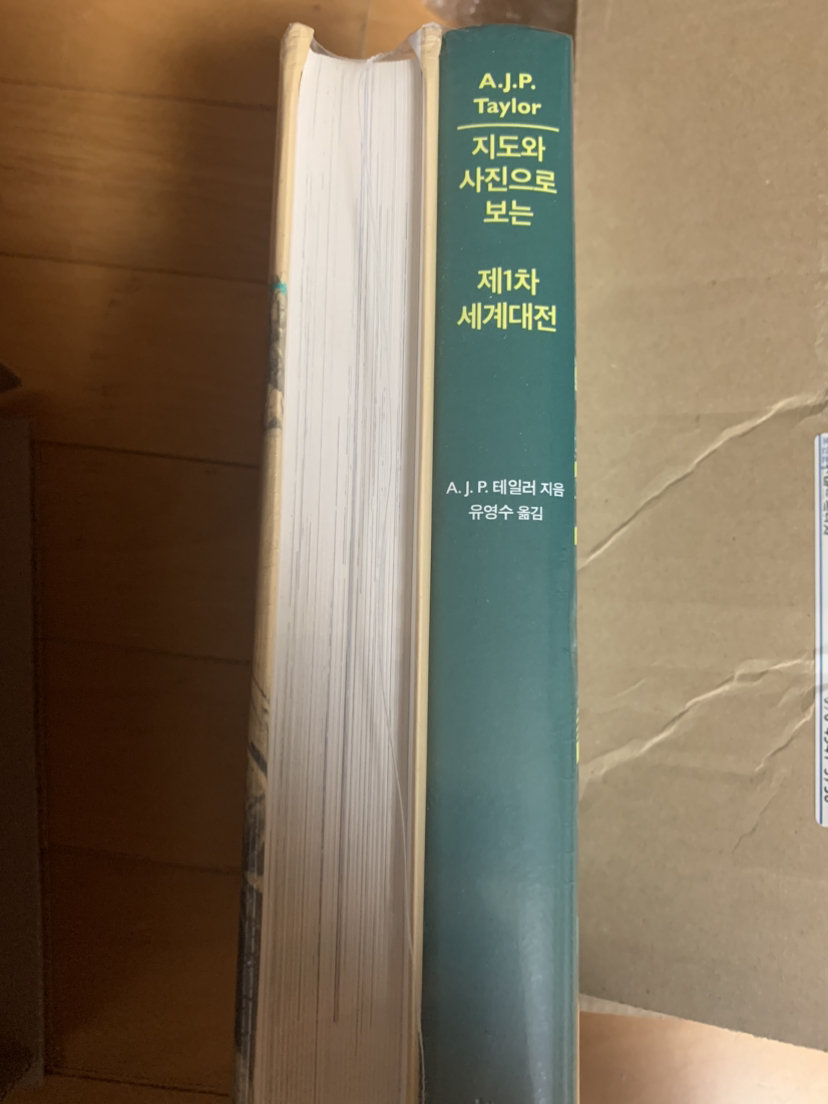 A.J.P.
Taylor
지도와
사진으로
보는
제1차
세계대전
A. J. P. 테일러 지음
유영수 옮김